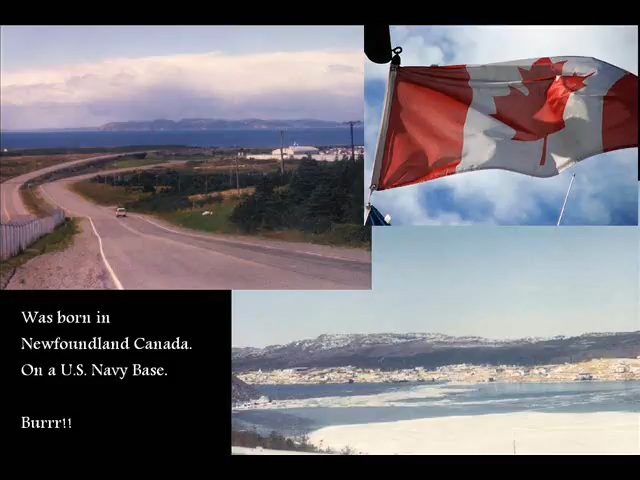 Was born in
Newfoundland Canada.
On a U.S. Navy Base.
Burrr!!